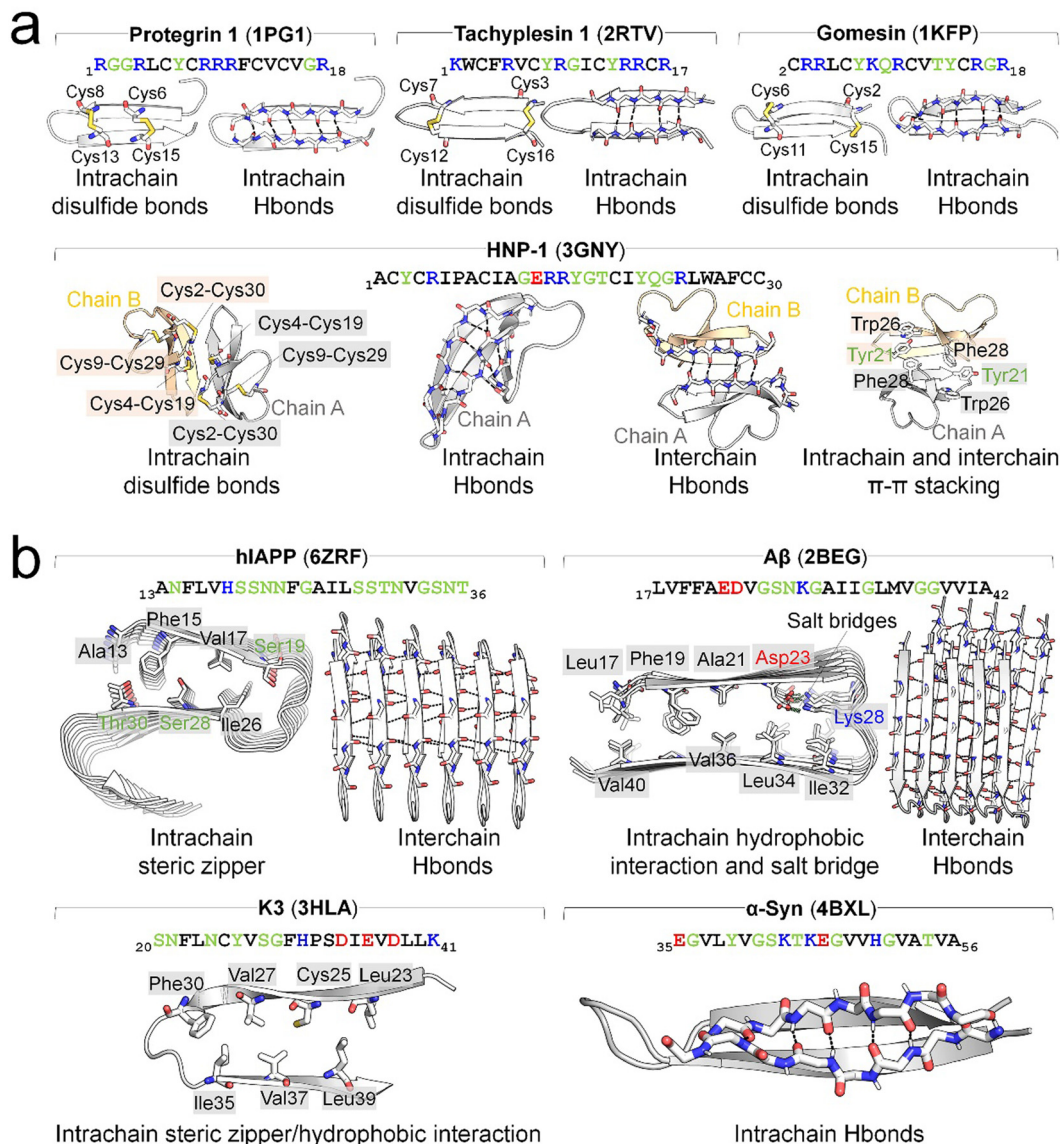 a
Protegrin 1 (1PG1)
1RGGRLCYCRRRFCVCVGR18
Cys8
Cys6
Cys13
Cys15
Intrachain
disulfide bonds
Intrachain
Hbonds
Tachyplesin 1 (2RTV)
1KWCFRVCYRGICYRRCR17
Cys7
Cys3
Cys12
Cys16
Intrachain
disulfide bonds
Intrachain
Hbonds
Gomesin (1KFP)
2CRRLCYKQRCVTYCRGR18
Cys6
Cys2
Cys11
Cys15
Intrachain
disulfide bonds
Intrachain
Hbonds
HNP-1 (3GNY)
1ACYCRIPACIAGERRYGTCIYQGRLWAFCC30
Chain B
Cys2-Cys30
Cys4-Cys19
Cys9-Cys29
Cys9-Cys29
Cys4-Cys19
Chain A
Cys2-Cys30
Intrachain
disulfide bonds
Chain A
Intrachain
Hbonds
Chain B
Chain A
Interchain
Hbonds
Chain B
Trp26
Tyr21
Phe28
Phe28
Tyr21
Trp26
Chain A
Intrachain and interchain
π-π stacking
b
hIAPP (6ZRF)
13ANFLVHSSNNFGAILSSTNVGSNT36
Phe15
Ala13
Val17
Ser19
Thr30
Ser28
Ile26
Intrachain
steric zipper
Interchain
Hbonds
Aβ (2BEG)
17LVFFAEDVGSNKGAIIGLMVGGVVIA42
Salt bridges
Leu17
Phe19
Ala21
Asp23
Lys28
Val40
Val36
Leu34
Ile32
Intrachain hydrophobic
interaction and salt bridge
Interchain
Hbonds
K3 (3HLA)
20SNFLNCYVSGFHPSDIEVDLLK41
Phe30
Val27
Cys25
Leu23
Ile35
Val37
Leu39
Intrachain steric zipper/hydrophobic interaction
α-Syn (4BXL)
35EGVLYVGSKTKEGVVHGVATVA56
Intrachain Hbonds